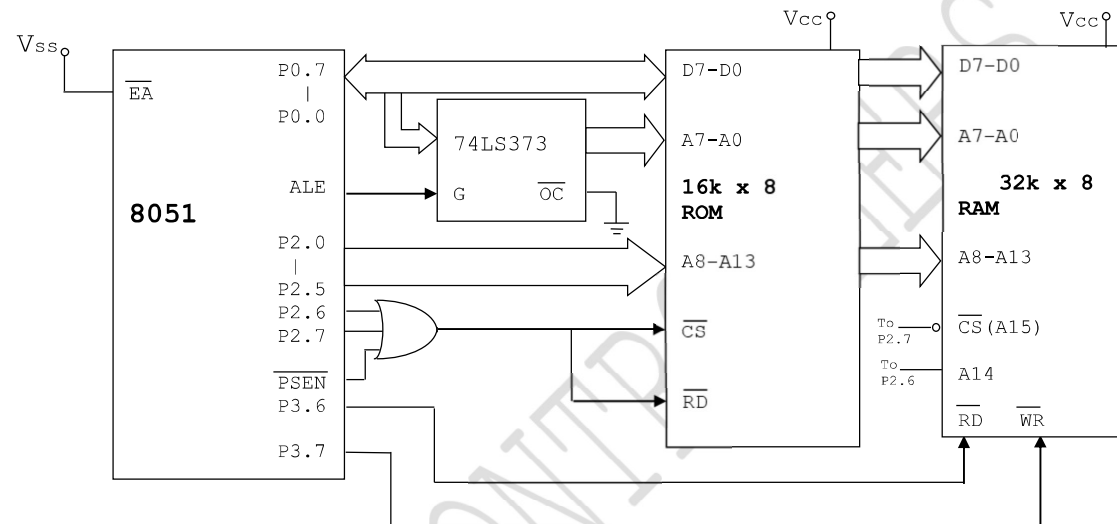 Vss
EA
P0.7
|
P0.0
ALE
8051
P2.0
|
P2.5
P2.6
P2.7
PSEN
P3.6
P3.7
74LS373
G
OC
Vcc
D7-D0
A7-A0
16k x 8
ROM
A8-A13
CS
RD
Vcc
D7-D0
A7-A0
32k x 8
RAM
A8-A13
To
P2.7
CS(A15)
To
P2.6
A14
RD
WR